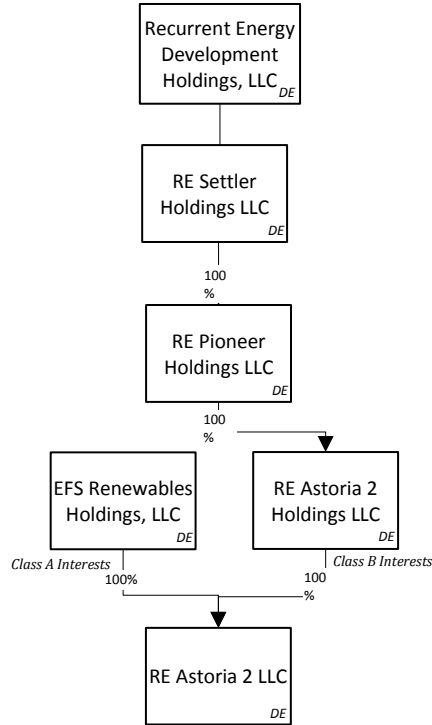 Recurrent Energy
Development
Holdings, LLC
DE
RE Settler
Holdings LLC
DE
100
%
RE Pioneer
Holdings LLC
DE
100
%
EFS Renewables
Holdings, LLC
DE
RE Astoria 2
Holdings LLC
DE
Class A Interests
100%
Class B Interests
100
%
RE Astoria 2 LLC
DE